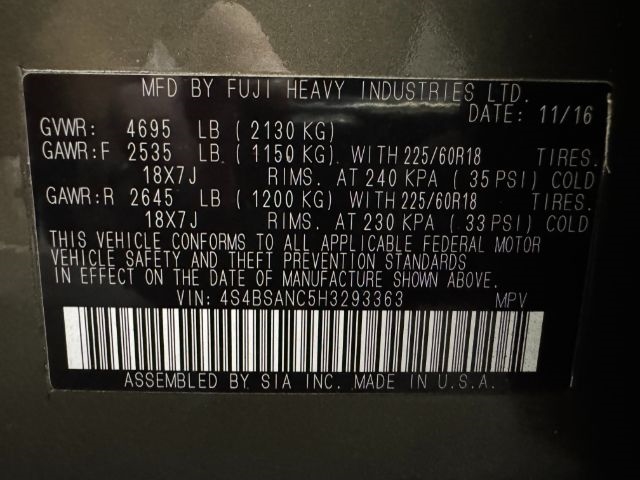 MFD BY FUJI HEAVY INDUSTRIES LTD.
DATE: 11/16
GVWR: 4695 LB ( 2130 KG)
GAWR:F 2535 LB ( 1150 KG). WITH 225/60R18 TIRES.
18X7J RIMS. AT 240 KPA ( 35 PSI) COLD
GAWR:R 2645 LB ( 1200 KG) WITH 225/60R18 TIRES.
18X7J RIMS. AT 230 KPA ( 33 PSI) COLD
THIS VEHICLE CONFORMS TO ALL APPLICABLE FEDERAL MOTOR
VEHICLE SAFETY AND THEFT PREVENTION STANDARDS
IN EFFECT ON THE DATE OF MANUFACTURE SHOWN ABOVE.
VIN: 4S4BSANC5H3293363 MPV
ASSEMBLED BY SIA INC. MADE IN U.S.A.